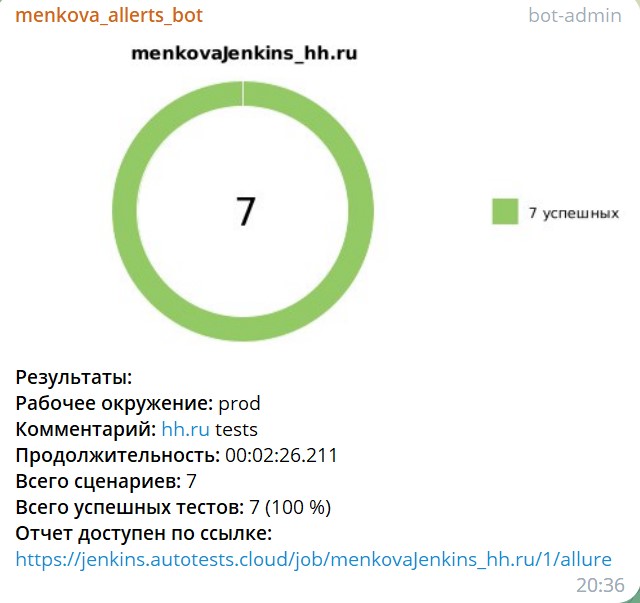 menkova_allerts_bot bot-admin
menkovaJenkins_hh.ru
7
7 успешных
Результаты:
Рабочее окружение: prod
Комментарий: hh.ru tests
Продолжительность: 00:02:26.211
Всего сценариев: 7
Всего успешных тестов: 7 (100 %)
Отчет доступен по ссылке:
https://jenkins.autotests.cloud/job/menkovaJenkins_hh.ru/1/allure
20:36